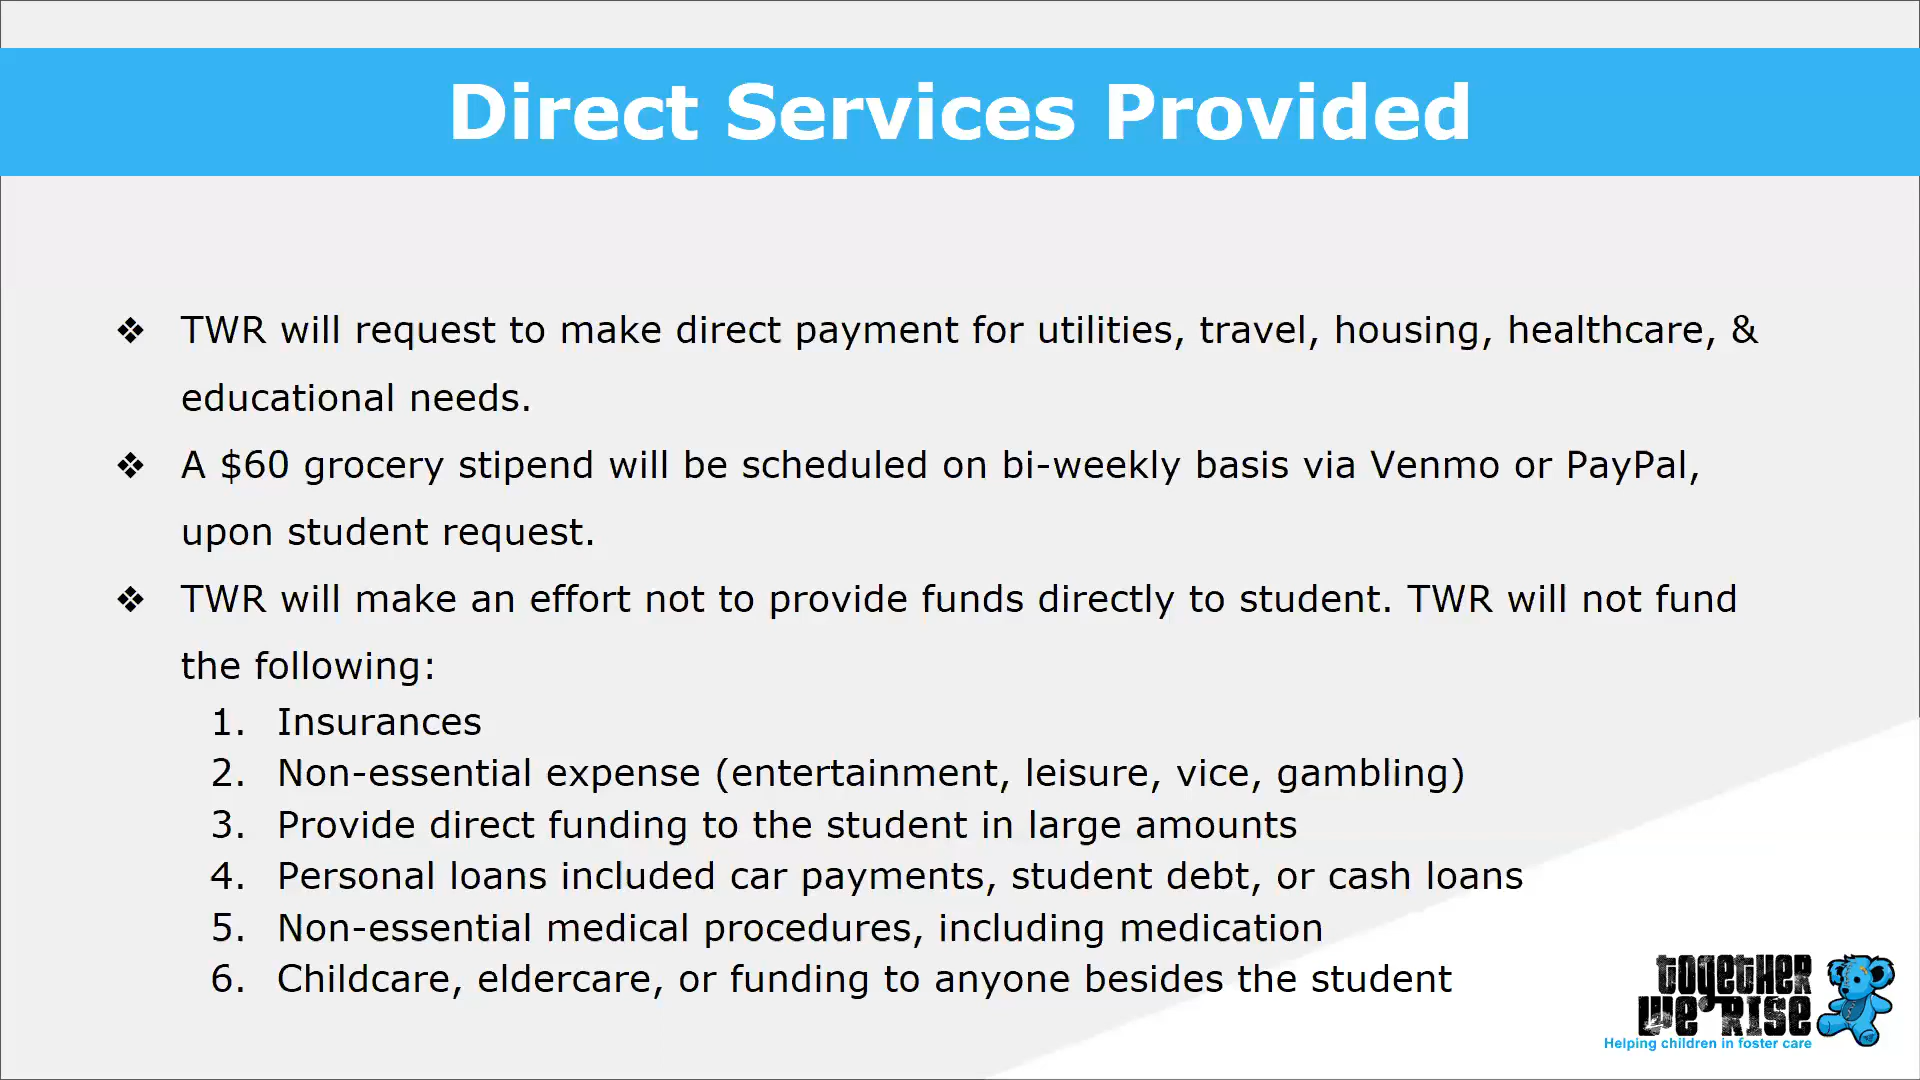 Direct Services Provided
❖ TWR will request to make direct payment for utilities, travel, housing, healthcare, &
educational needs.
❖ A $60 grocery stipend will be scheduled on bi-weekly basis via Venmo or PayPal,
upon student request.
❖ TWR will make an effort not to provide funds directly to student. TWR will not fund
the following:
1. Insurances
2. Non-essential expense (entertainment, leisure, vice, gambling)
3. Provide direct funding to the student in large amounts
4. Personal loans included car payments, student debt, or cash loans
5. Non-essential medical procedures, including medication
6. Childcare, eldercare, or funding to anyone besides the student
together
we rise
Helping children in foster care